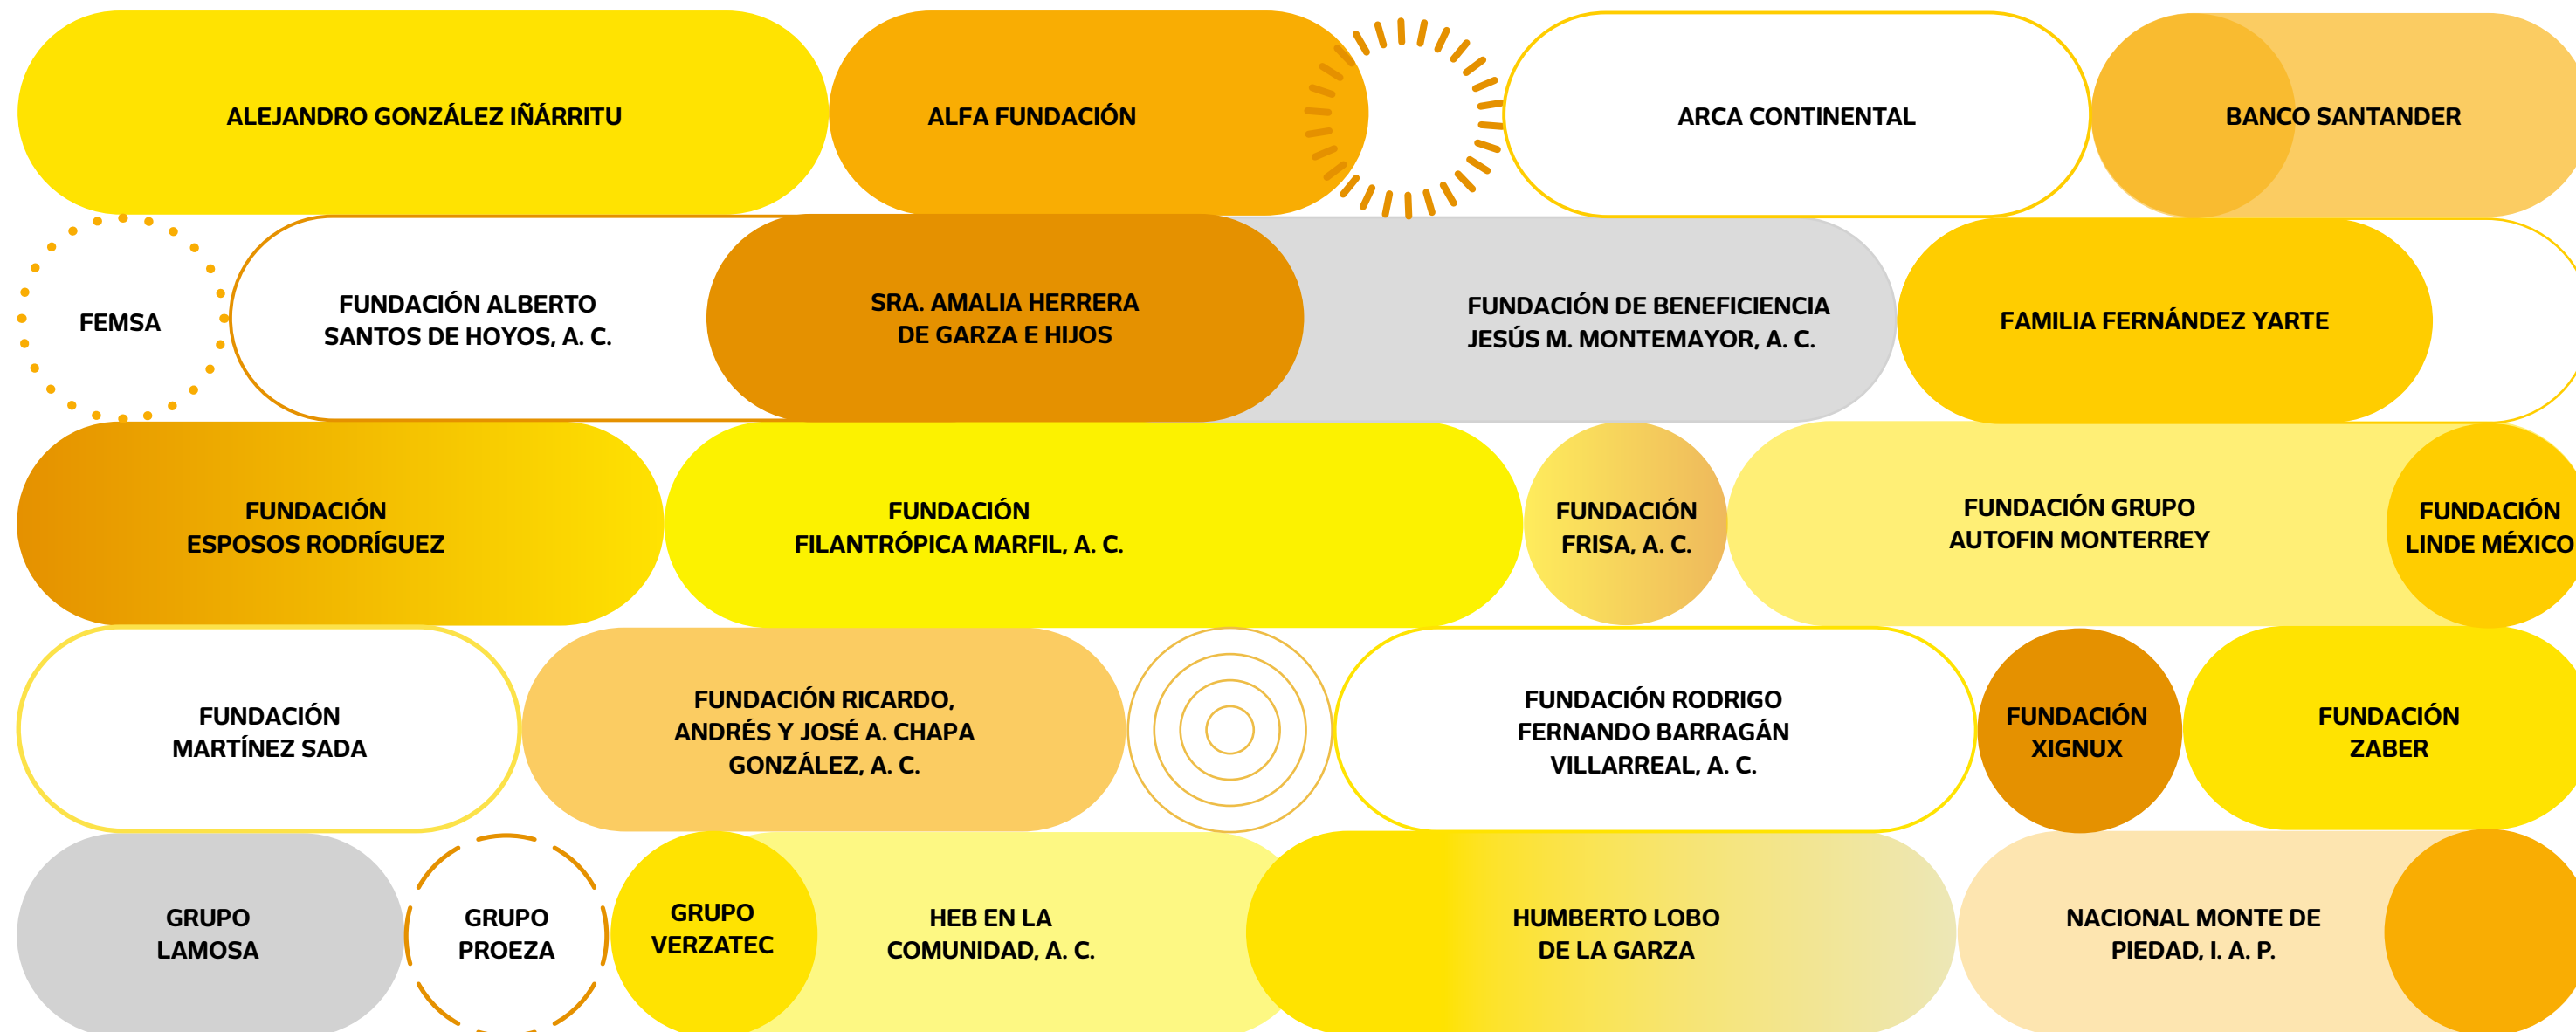 ALEJANDRO GONZÁLEZ IÑÁRRITU
ALFA FUNDACIÓN
ARCA CONTINENTAL
BANCO SANTANDER
FEMSA
FUNDACIÓN ALBERTO
SANTOS DE HOYOS, A. C.
SRA. AMALIA HERRERA
DE GARZA E HIJOS
FUNDACIÓN DE BENEFICIENCIA
JESÚS M. MONTEMAYOR, A. C.
FAMILIA FERNÁNDEZ YARTE
FUNDACIÓN
ESPOSOS RODRÍGUEZ
FUNDACIÓN
FILANTRÓPICA MARFIL, A. C.
FUNDACIÓN
FRISA, A. C.
FUNDACIÓN GRUPO
AUTOFIN MONTERREY
FUNDACIÓN
LINDE MÉXICO
FUNDACIÓN
MARTÍNEZ SADA
FUNDACIÓN RICARDO,
ANDRÉS Y JOSÉ A. CHAPA
GONZÁLEZ, A. C.
FUNDACIÓN RODRIGO
FERNANDO BARRAGÁN
VILLARREAL, A. C.
FUNDACIÓN
XIGNUX
FUNDACIÓN
ZABER
GRUPO
LAMOSA
GRUPO
PROEZA
GRUPO
VERZATEC
HEB EN LA
COMUNIDAD, A. C.
HUMBERTO LOBO
DE LA GARZA
NACIONAL MONTE DE
PIEDAD, I. A. P.